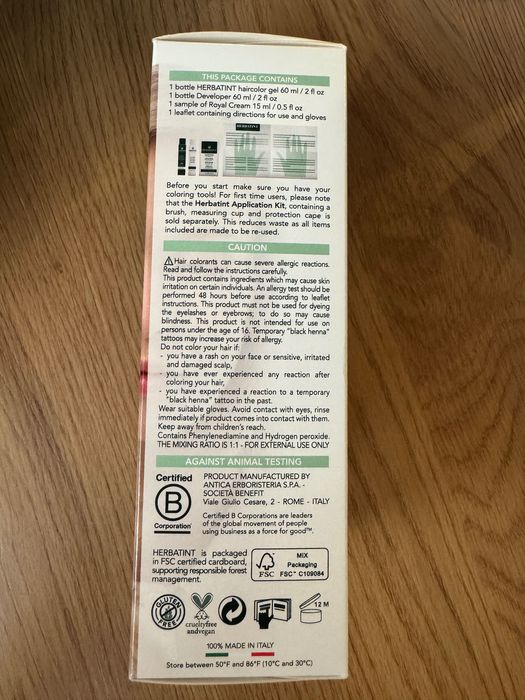 THIS PACKAGE CONTAINS
1 bottle HERBATINT haircolor gel 60 ml / 2 fl oz
1 bottle Developer 60 ml / 2 fl oz
1 sample of Royal Cream 15 ml / 0.5 fl oz
1 leaflet containing directions for use and gloves
HERBATINT
Before you start make sure you have your
coloring tools! For first time users, please note
that the Herbatint Application Kit, containing a
brush, measuring cup and protection cape is
sold separately. This reduces waste as all items
included are made to be re-used.
CAUTION
Hair colorants can cause severe allergic reactions.
Read and follow the instructions carefully.
This product contains ingredients which may cause skin
irritation on certain individuals. An allergy test should be
performed 48 hours before use according to leaflet
instructions. This product must not be used for dyeing
the eyelashes or eyebrows; to do so may cause
blindness. This product is not intended for use on
persons under the age of 16. Temporary "black henna"
tattoos may increase your risk of allergy.
Do not color your hair if:
- you have a rash on your face or sensitive, irritated
and damaged scalp,
- you have ever experienced any reaction after
coloring your hair,
- you have experienced a reaction to a temporary
"black henna" tattoo in the past.
Wear suitable gloves. Avoid contact with eyes, rinse
immediately if product comes into contact with them.
Keep away from children's reach.
Contains Phenylenediamine and Hydrogen peroxide.
THE MIXING RATIO IS 1:1 - FOR EXTERNAL USE ONLY
AGAINST ANIMAL TESTING
Certified
B
Corporation
PRODUCT MANUFACTURED BY
ANTICA ERBORISTERIA S.P.A. -
SOCIETÀ BENEFIT
Viale Giulio Cesare, 2 - ROME - ITALY
Certified B Corporations are leaders
of the global movement of people
using business as a force for good™.
HERBATINT is packaged
in FSC certified cardboard,
supporting responsible forest
management.
FSC
MIX
Packaging
FSC™ C109084
GLUTEN
FREE
crueltyfree
andvegan
12 M
100% MADE IN ITALY
Store between 50°F and 86°F (10°C and 30°C)